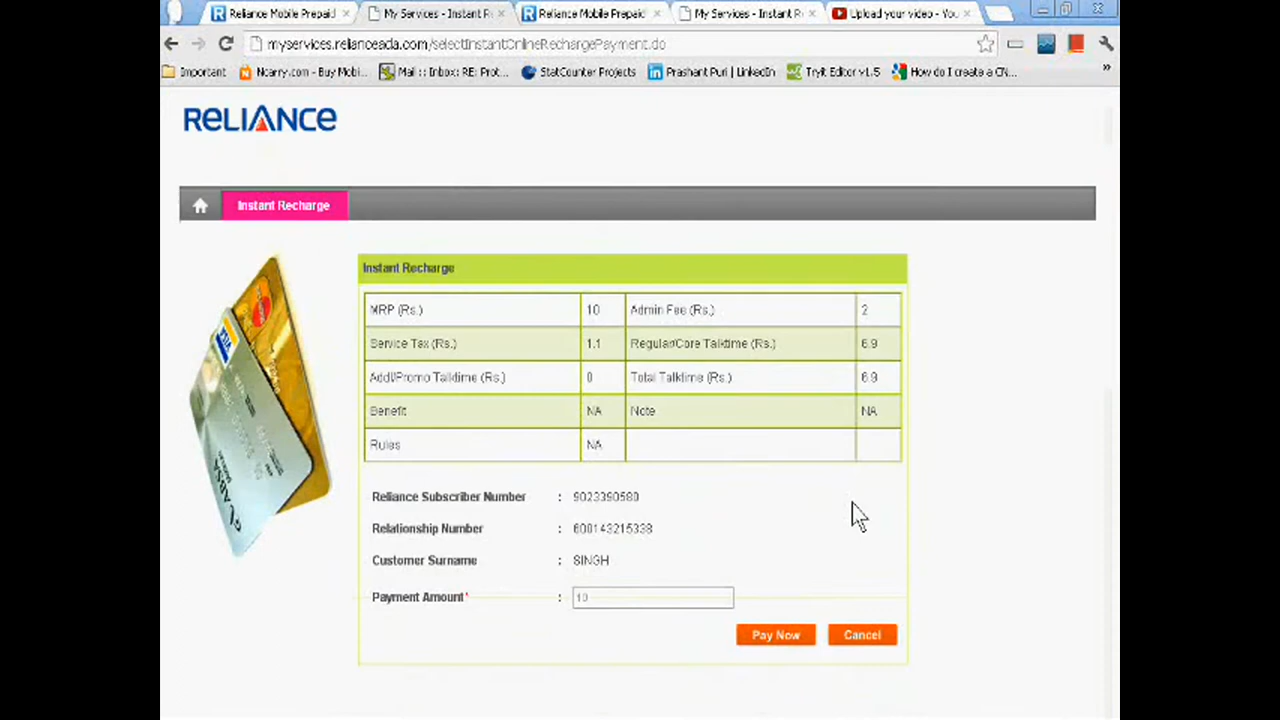 Reliance Mobile Prepaid
My Services - Instant R
Reliance Mobile Prepaid
My Services - Instant R
Upload your video - You
myservices.relianceada.com/selectInstantOnlineRechargePayment.do
Important
Ncarry.com - Buy Mobi...
Mail :: Inbox: RE: Prot...
StatCounter Projects
Prashant Puri | LinkedIn
Tryit Editor v1.5
How do I create a CN...
»
RELIANCE
Instant Recharge
VISA
ABSA
Instant Recharge
MRP (Rs.) 10 Admin Fee (Rs.) 2
Service Tax (Rs.) 1.1 Regular/Core Talktime (Rs.) 6.9
Addl/Promo Talktime (Rs.) 0 Total Talktime (Rs.) 6.9
Benefit NA Note NA
Rules NA
Reliance Subscriber Number : 9023390580
Relationship Number : 600143215338
Customer Surname : SINGH
Payment Amount* : 10
Pay Now Cancel